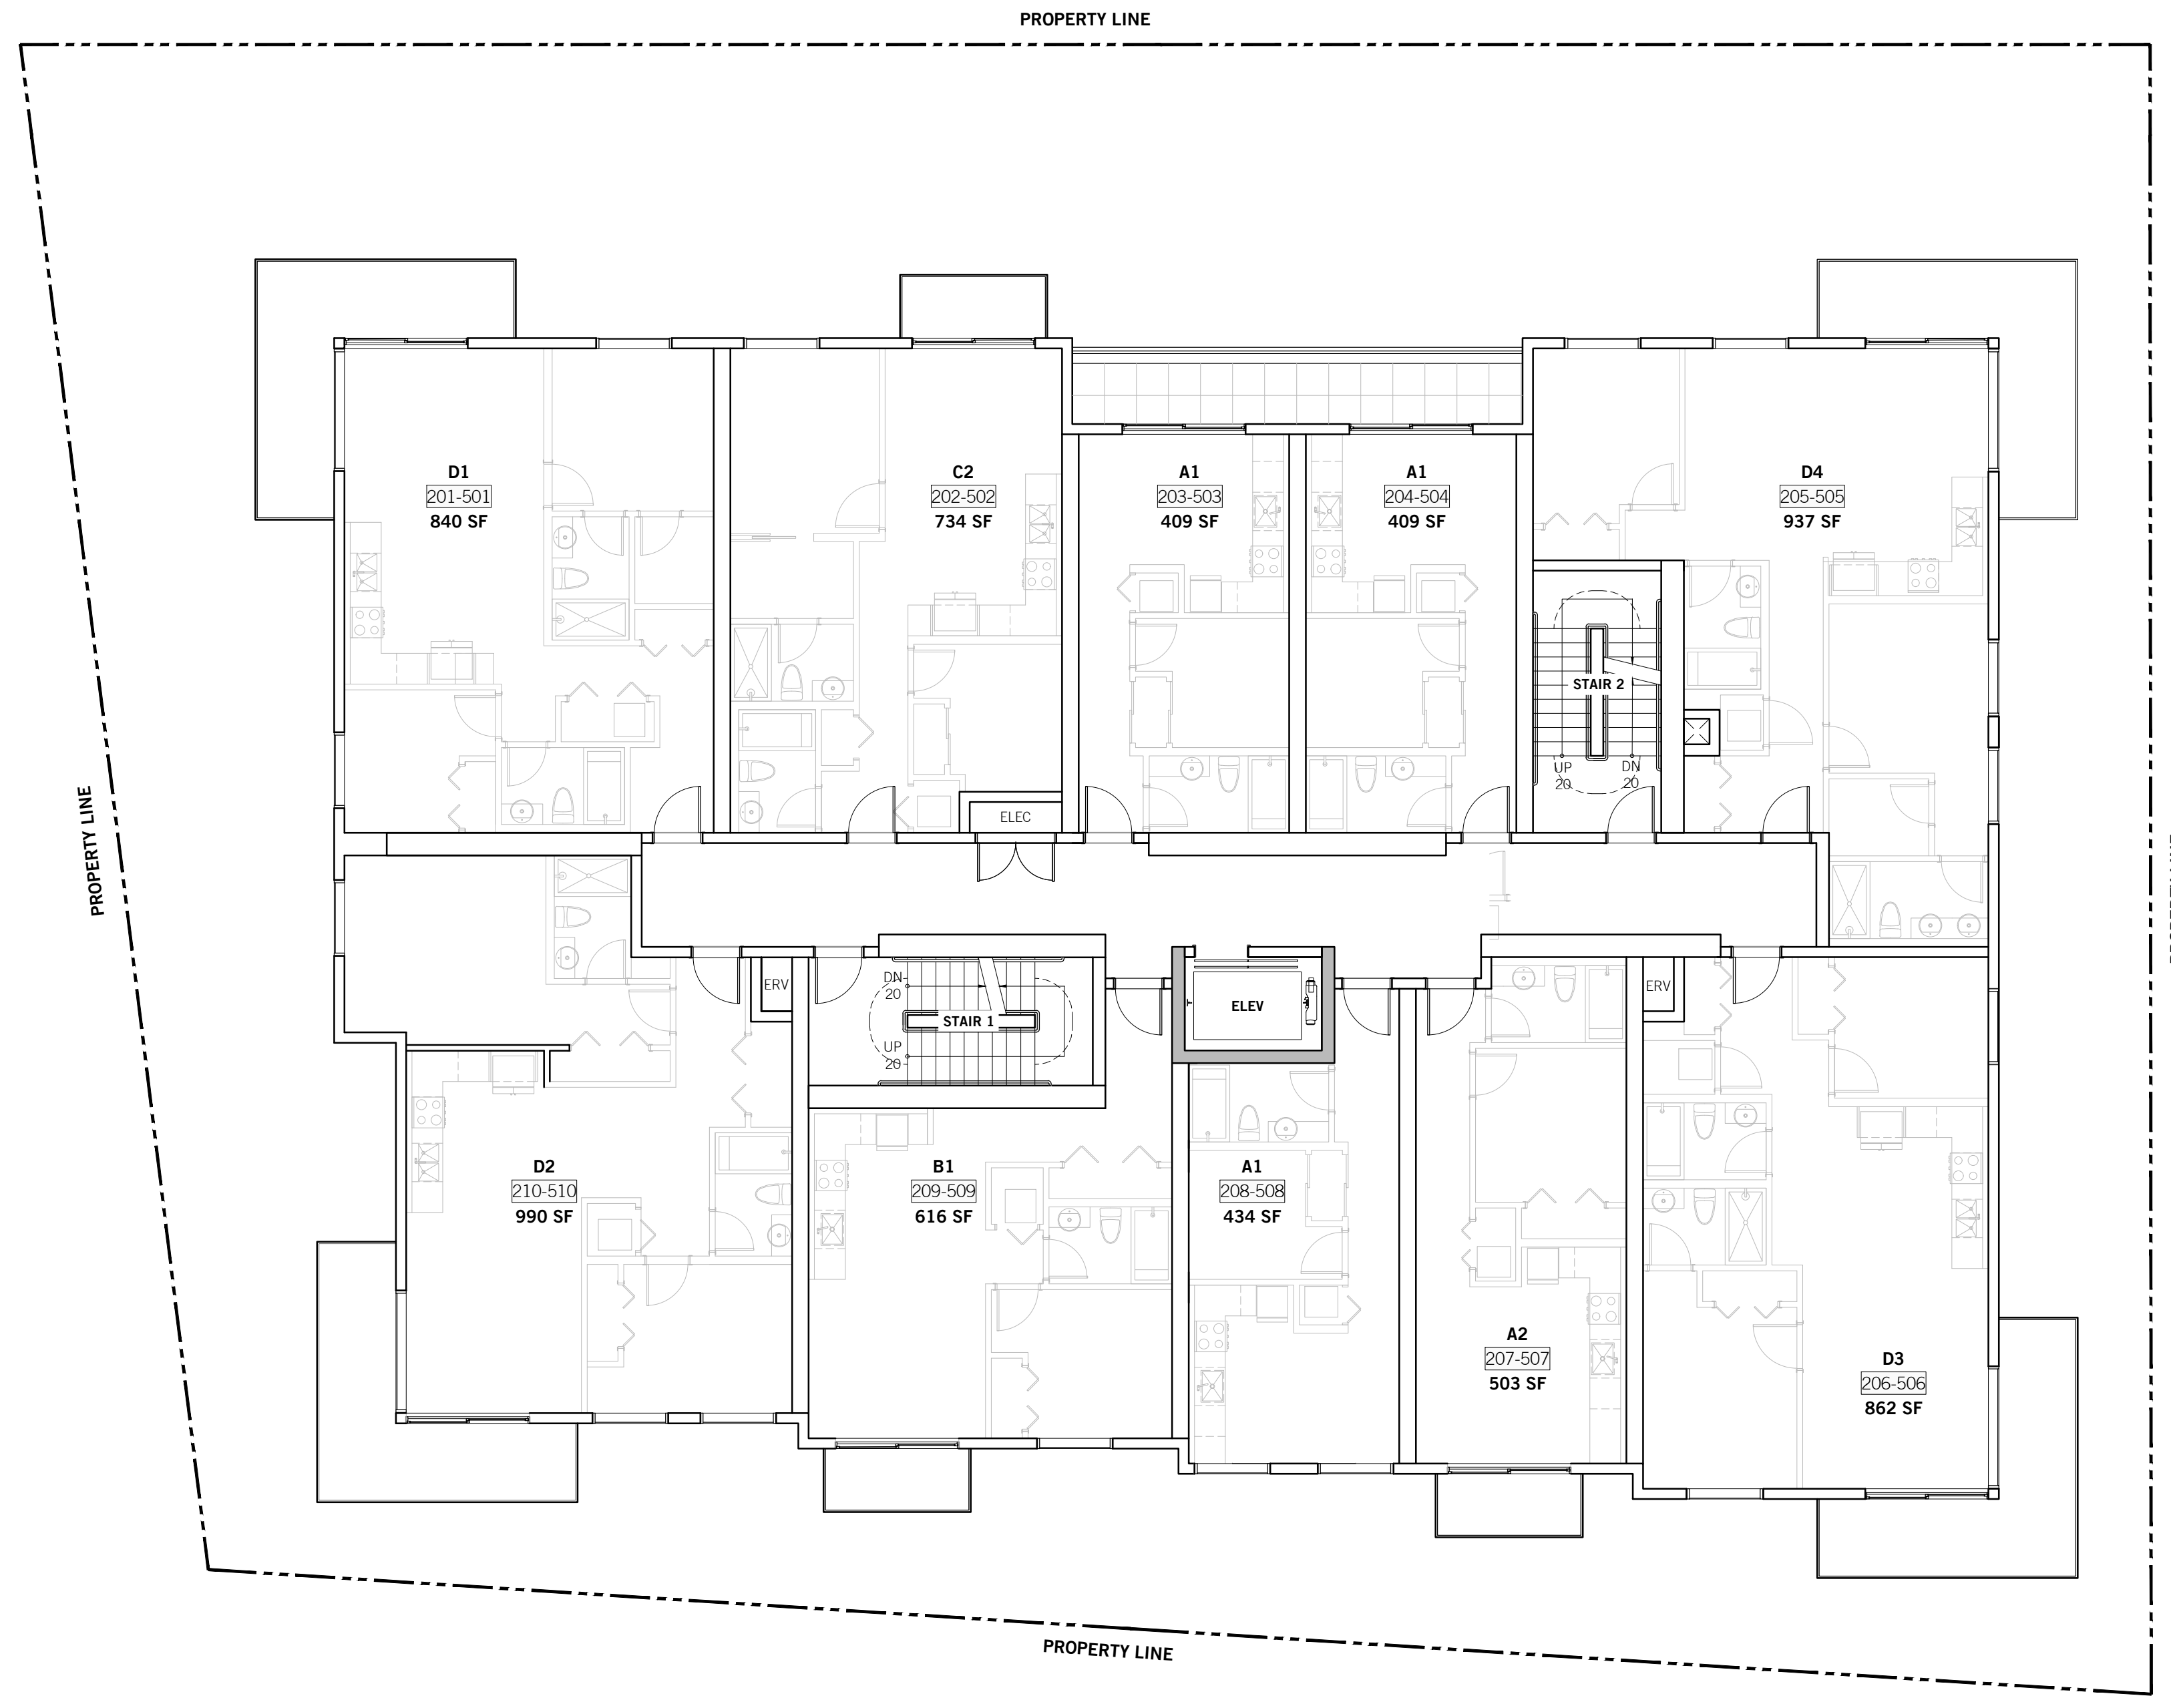 PROPERTY LINE
D1
201-501
840 SF
C2
202-502
734 SF
A1
203-503
409 SF
A1
204-504
409 SF
D4
205-505
937 SF
STAIR 2
UP
20
DN
20
ELEC
PROPERTY LINE
ERV
DN
20
STAIR 1
UP
20
ELEV
ERV
D2
210-510
990 SF
B1
209-509
616 SF
A1
208-508
434 SF
A2
207-507
503 SF
D3
206-506
862 SF
PROPERTY LINE